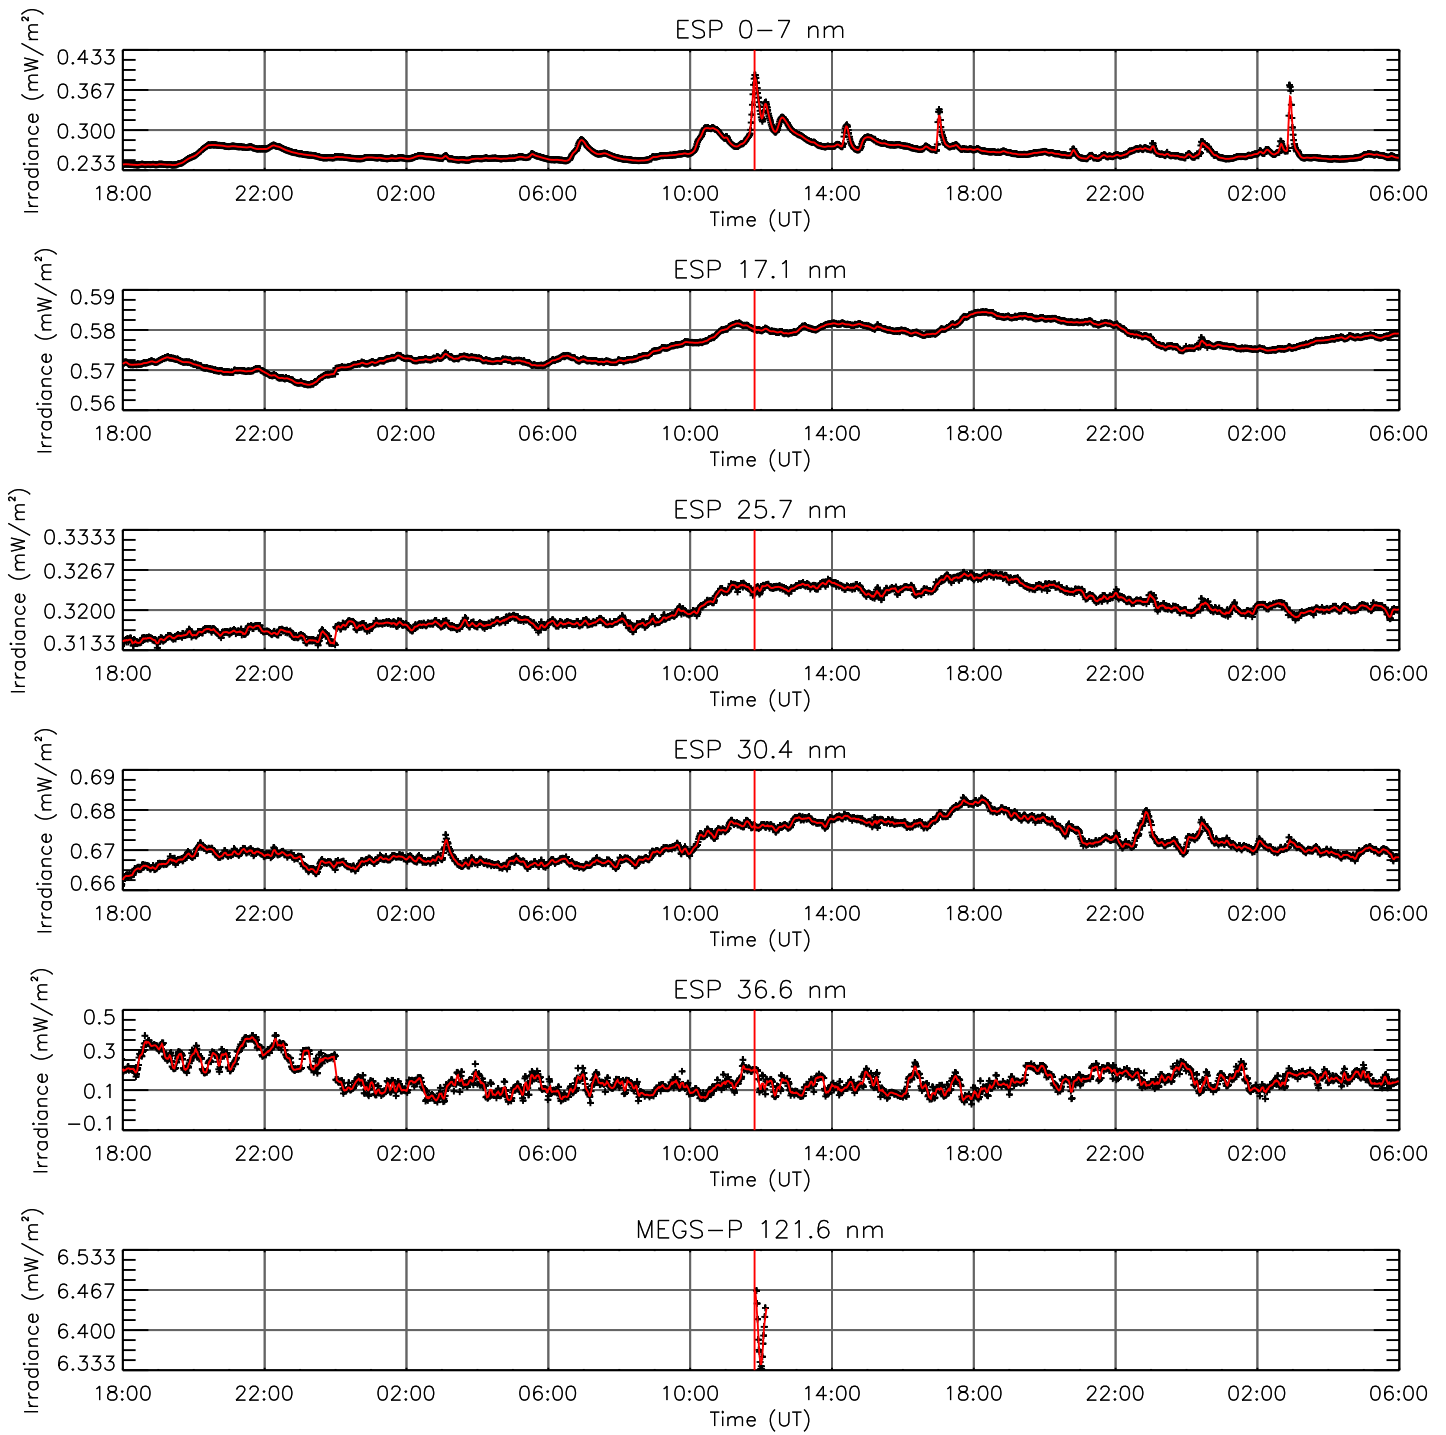 ESP 0−7 nm
Irradiance (mW/m²)
0.433
0.367
0.300
0.233
18:00 22:00 02:00 06:00 10:00 14:00 18:00 22:00 02:00 06:00
Time (UT)
ESP 17.1 nm
Irradiance (mW/m²)
0.59
0.58
0.57
0.56
18:00 22:00 02:00 06:00 10:00 14:00 18:00 22:00 02:00 06:00
Time (UT)
ESP 25.7 nm
Irradiance (mW/m²)
0.3333
0.3267
0.3200
0.3133
18:00 22:00 02:00 06:00 10:00 14:00 18:00 22:00 02:00 06:00
Time (UT)
ESP 30.4 nm
Irradiance (mW/m²)
0.69
0.68
0.67
0.66
18:00 22:00 02:00 06:00 10:00 14:00 18:00 22:00 02:00 06:00
Time (UT)
ESP 36.6 nm
Irradiance (mW/m²)
0.5
0.3
0.1
−0.1
18:00 22:00 02:00 06:00 10:00 14:00 18:00 22:00 02:00 06:00
Time (UT)
MEGS−P 121.6 nm
Irradiance (mW/m²)
6.533
6.467
6.400
6.333
18:00 22:00 02:00 06:00 10:00 14:00 18:00 22:00 02:00 06:00
Time (UT)